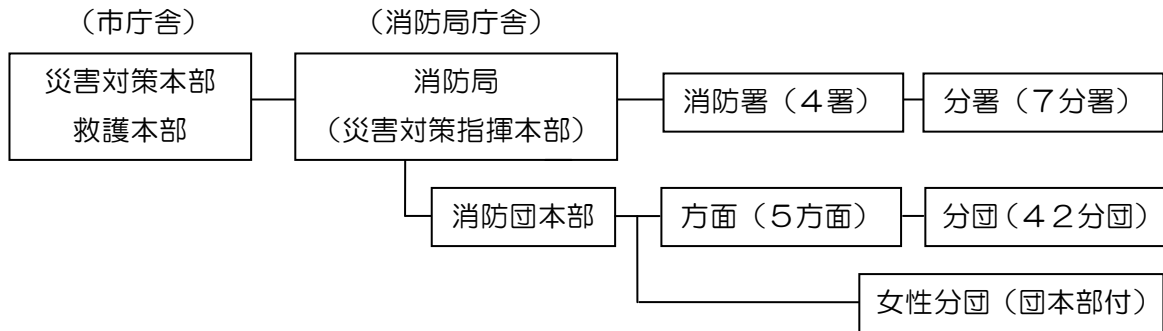 （市庁舎）
（消防局庁舎）
災害対策本部
救護本部
消防局
（災害対策指揮本部）
消防署（４署）
分署（７分署）
消防団本部
方面（５方面）
分団（４２分団）
女性分団（団本部付）